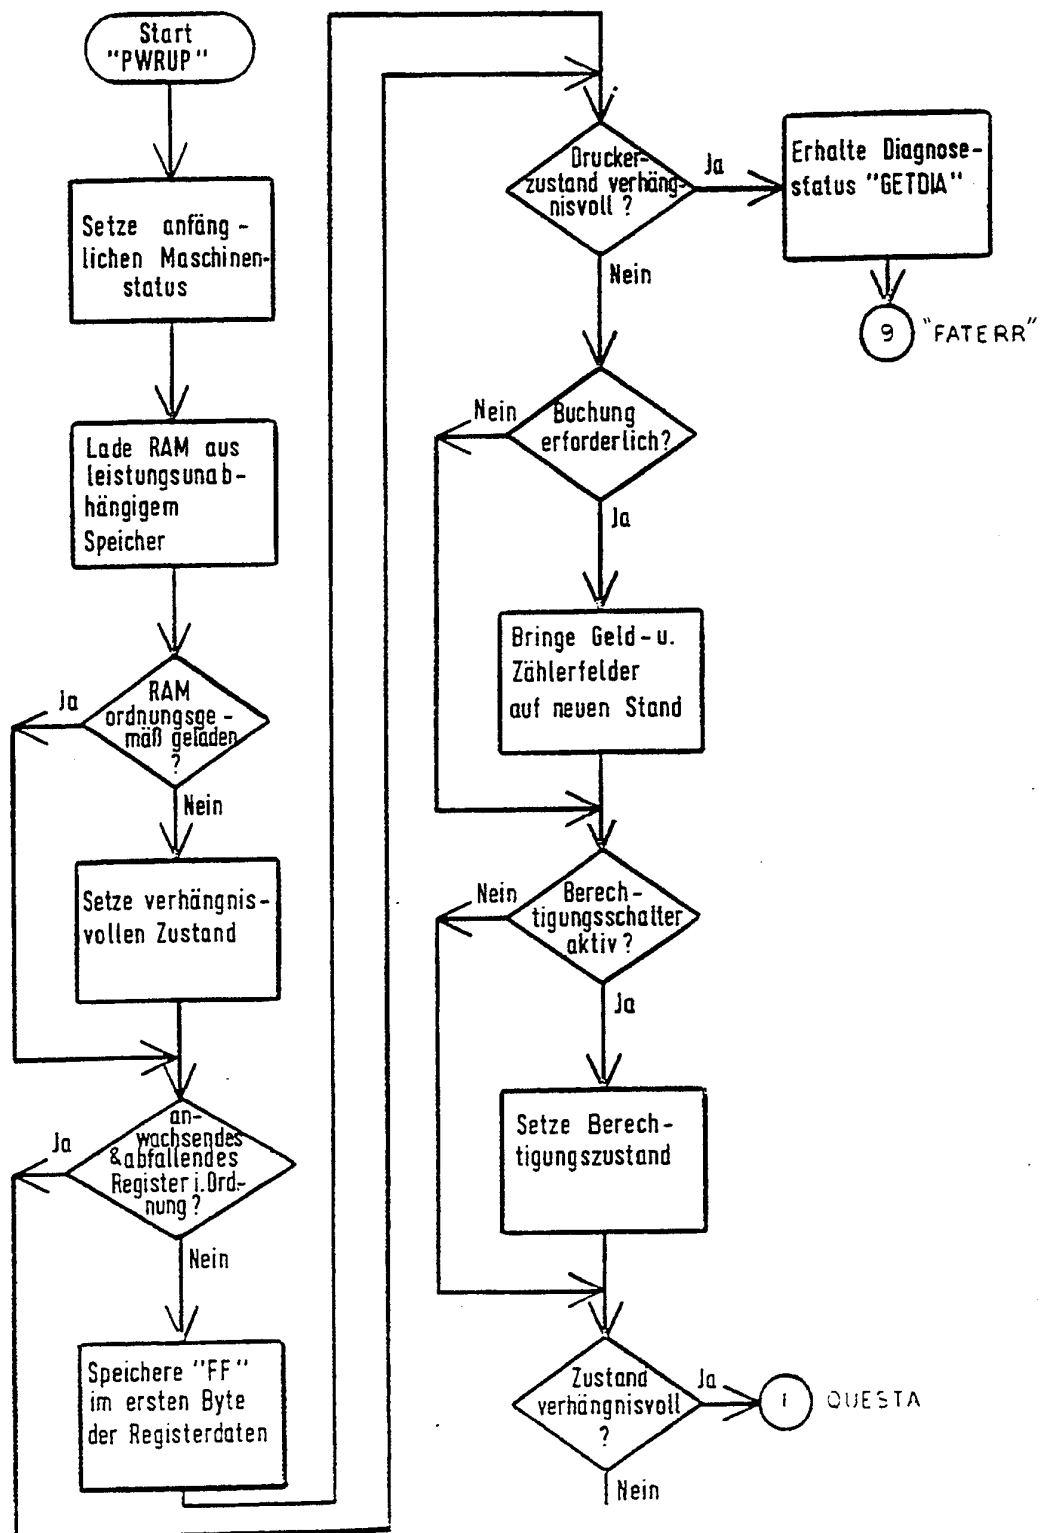 Start
"PWRUP"
Setze anfäng-
lichen Maschinen-
status
Lade RAM aus
leistungsunab-
hängigem
Speicher
RAM
ordnungsge-
mäß geladen
?
Ja
Nein
Setze verhängnis-
vollen Zustand
an-
wachsendes
&abfallendes
Register i.Ord-
nung?
Ja
Nein
Speichere "FF"
im ersten Byte
der Registerdaten
Drucker-
zustand verhäng-
nisvoll?
Ja
Nein
Erhalte Diagnose-
status "GETDIA"
9 "FATERR"
Buchung
erforderlich?
Nein
Ja
Bringe Geld-u.
Zählerfelder
auf neuen Stand
Berech-
tigungsschalter
aktiv?
Nein
Ja
Setze Berech-
tigungszustand
Zustand
verhängnisvoll
?
Ja
1 QUESTA
Nein